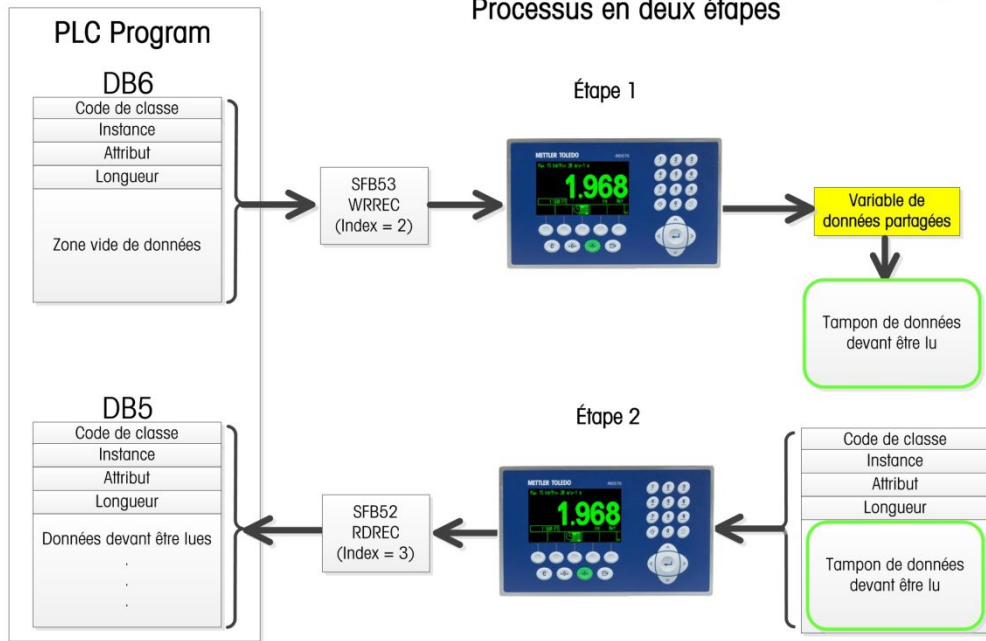 Processus en deux étapes
PLC Program
DB6
Code de classe
Instance
Attribut
Longueur
Zone vide de données
SFB53
WRREC
(Index = 2)
Étape 1
METTLER TOLEDO
1.968
Variable de
données partagées
Tampon de données
devant être lu
DB5
Code de classe
Instance
Attribut
Longueur
Données devant être lues
.
.
.
SFB52
RDREC
(Index = 3)
Étape 2
METTLER TOLEDO
1.968
Code de classe
Instance
Attribut
Longueur
Tampon de données
devant être lu